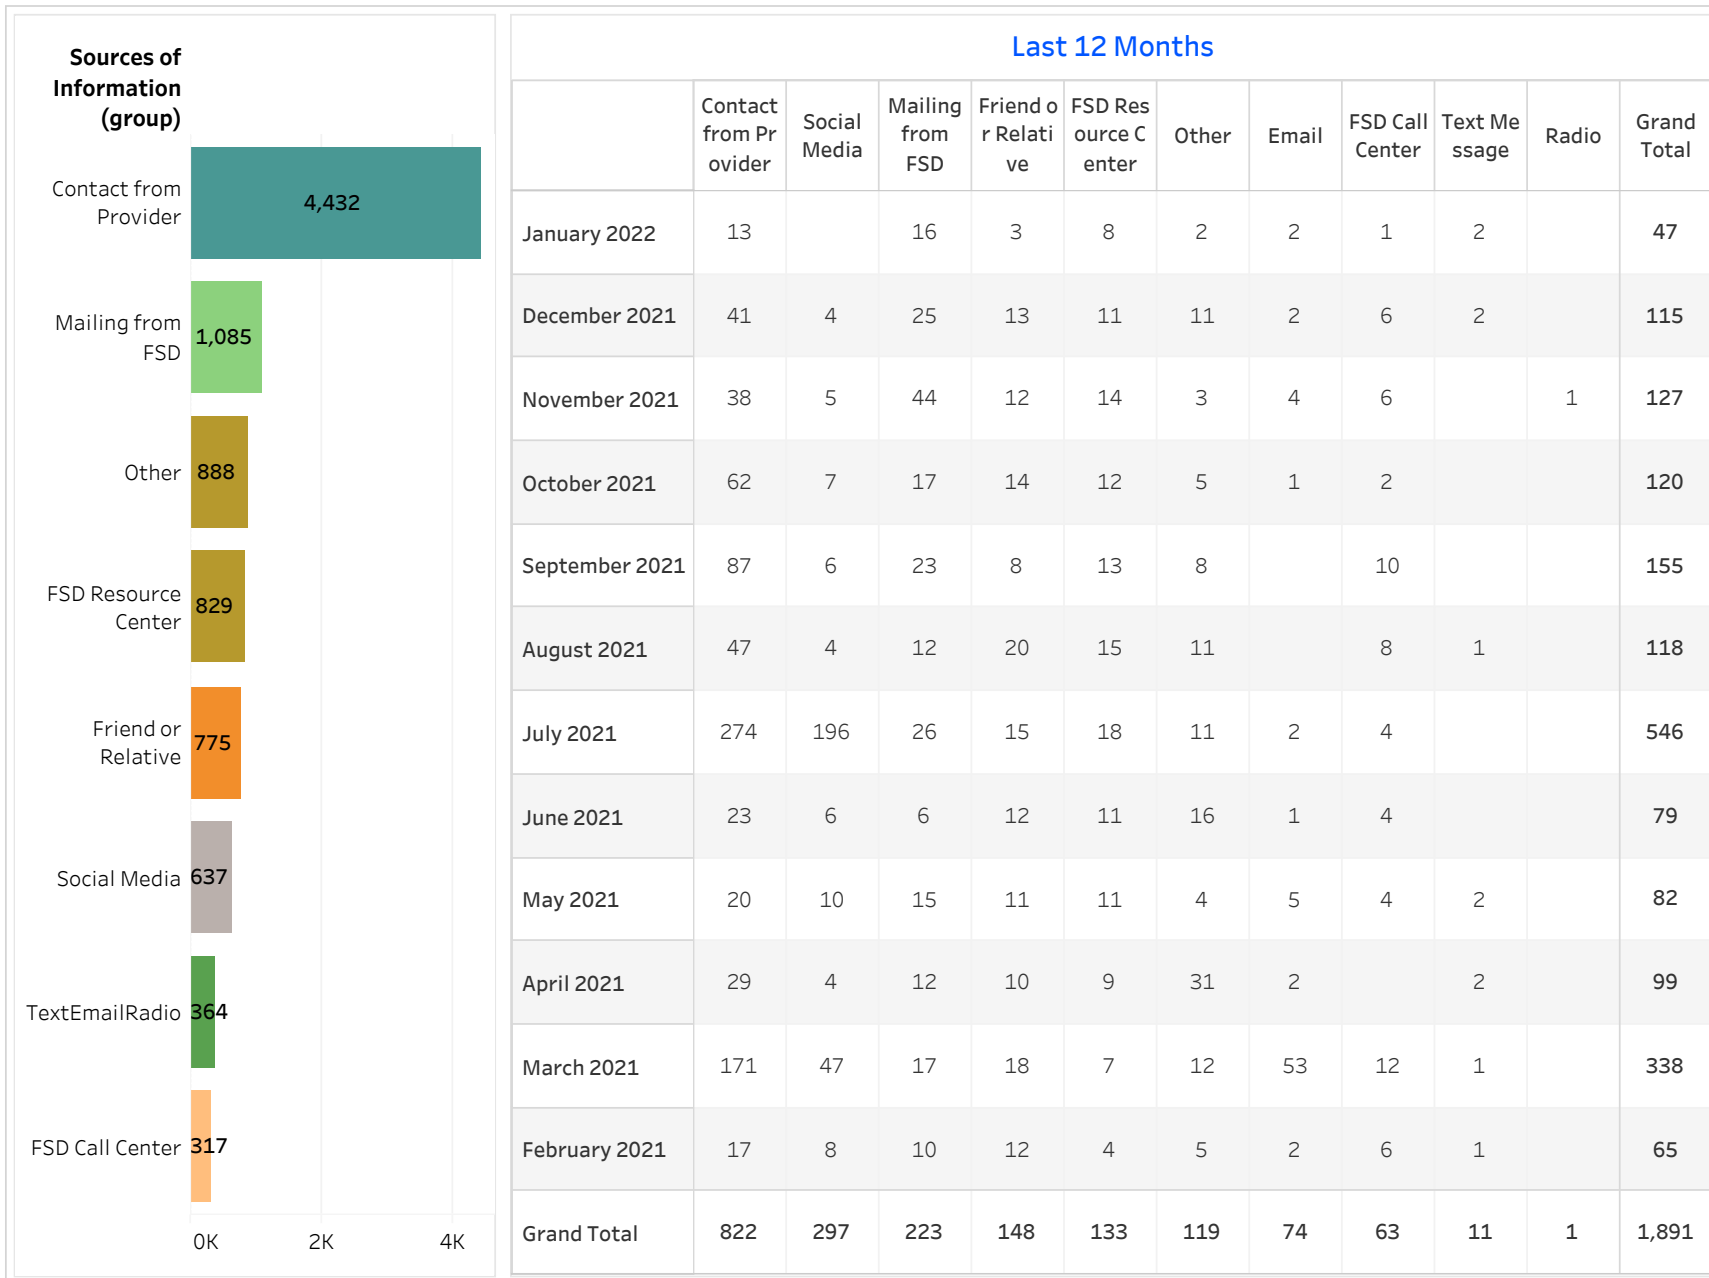 Sources of
Information
(group)
Contact from
Provider
4,432
Mailing from
FSD
1,085
Other
888
FSD Resource
Center
829
Friend or
Relative
775
Social Media
637
TextEmailRadio
364
FSD Call Center
317
0K 2K 4K
Last 12 Months
Contact
from Pr
ovider
Social
Media
Mailing
from
FSD
Friend o
r Relati
ve
FSD Res
ource C
enter
Other
Email
FSD Call
Center
Text Me
ssage
Radio
Grand
Total
January 2022 13 16 3 8 2 2 1 2 47
December 2021 41 4 25 13 11 11 2 6 2 115
November 2021 38 5 44 12 14 3 4 6 1 127
October 2021 62 7 17 14 12 5 1 2 120
September 2021 87 6 23 8 13 8 10 155
August 2021 47 4 12 20 15 11 8 1 118
July 2021 274 196 26 15 18 11 2 4 546
June 2021 23 6 6 12 11 16 1 4 79
May 2021 20 10 15 11 11 4 5 4 2 82
April 2021 29 4 12 10 9 31 2 2 99
March 2021 171 47 17 18 7 12 53 12 1 338
February 2021 17 8 10 12 4 5 2 6 1 65
Grand Total 822 297 223 148 133 119 74 63 11 1 1,891